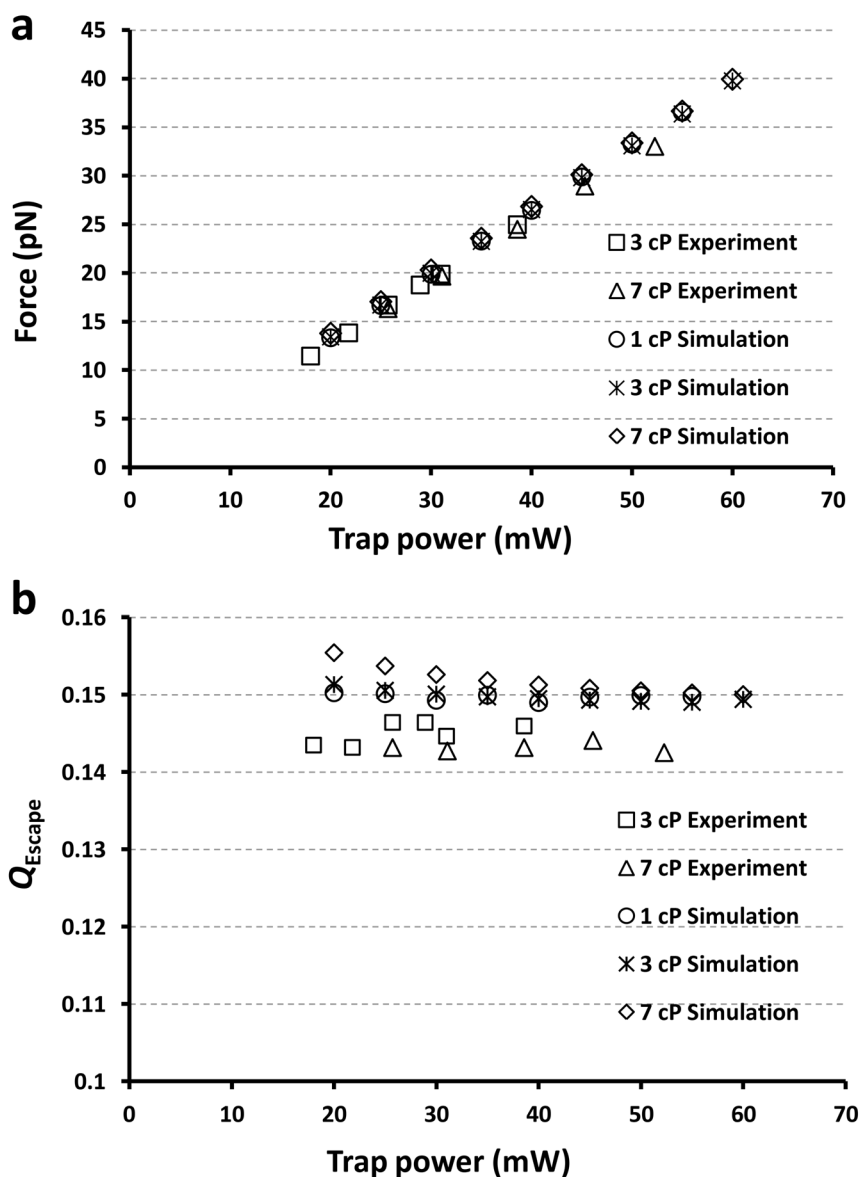 a
45
40
35
30
25
20
15
10
5
0
Force (pN)
3 cP Experiment
7 cP Experiment
1 cP Simulation
3 cP Simulation
7 cP Simulation
0 10 20 30 40 50 60 70
Trap power (mW)
b
0.16
0.15
0.14
0.13
0.12
0.11
0.1
QEscape
3 cP Experiment
7 cP Experiment
1 cP Simulation
3 cP Simulation
7 cP Simulation
0 10 20 30 40 50 60 70
Trap power (mW)